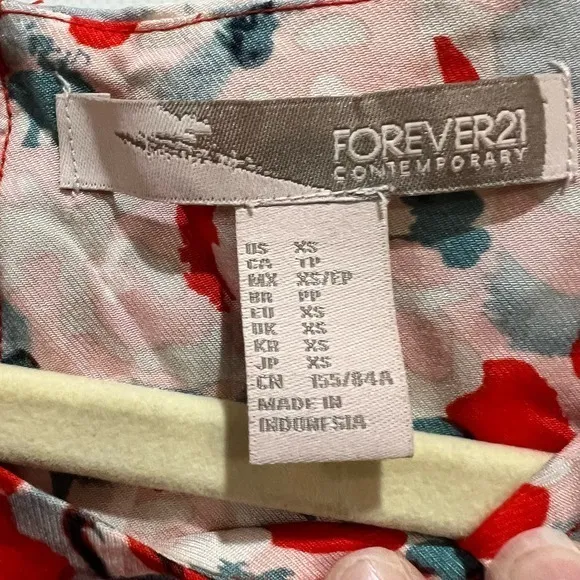 FOREVER21
CONTEMPORARY
US XS
CA TP
MX XS/EP
BR PP
EU XS
UK XS
KR XS
JP XS
CN 155/84A
MADE IN
INDONESIA